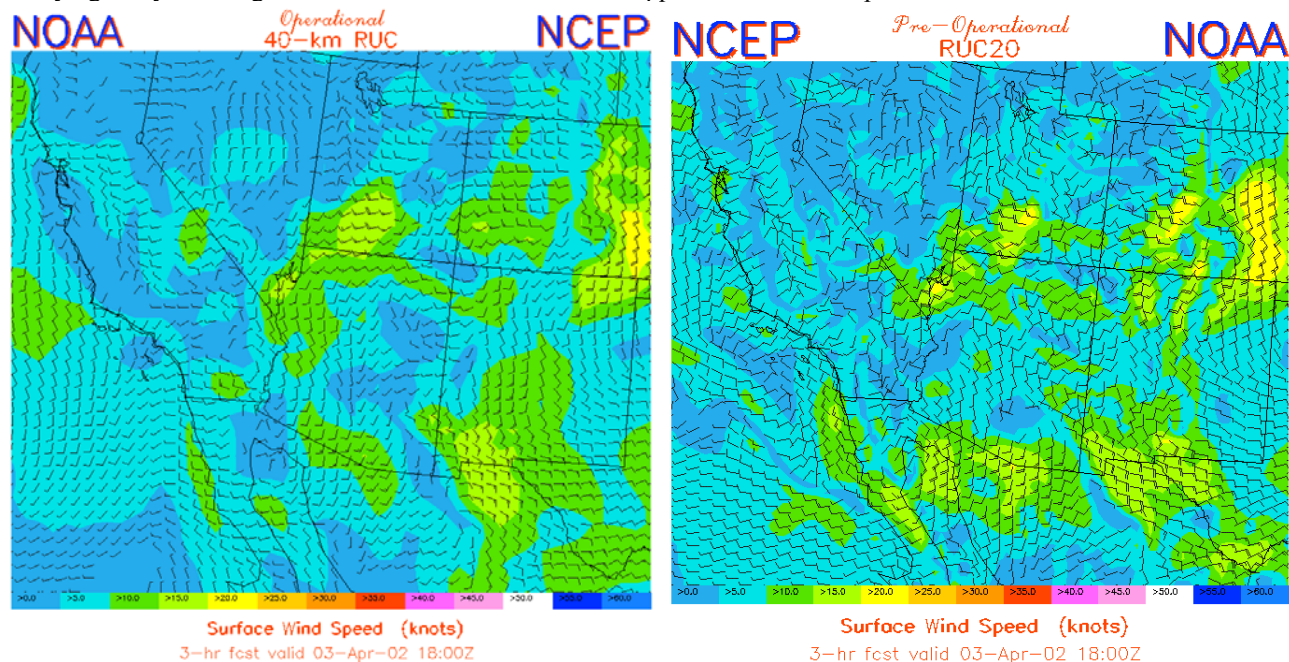 NOAA
Operational
40-km RUC
NCEP
>0.0 >5.0 >10.0 >15.0 >20.0 >25.0 >30.0 >35.0 >40.0 >45.0 >50.0 >55.0 >60.0
Surface Wind Speed (knots)
3-hr fcst valid 03-Apr-02 18:00Z
NCEP
Pre-Operational
RUC20
NOAA
>0.0 >5.0 >10.0 >15.0 >20.0 >25.0 >30.0 >35.0 >40.0 >45.0 >50.0 >55.0 >60.0
Surface Wind Speed (knots)
3-hr fcst valid 03-Apr-02 18:00Z